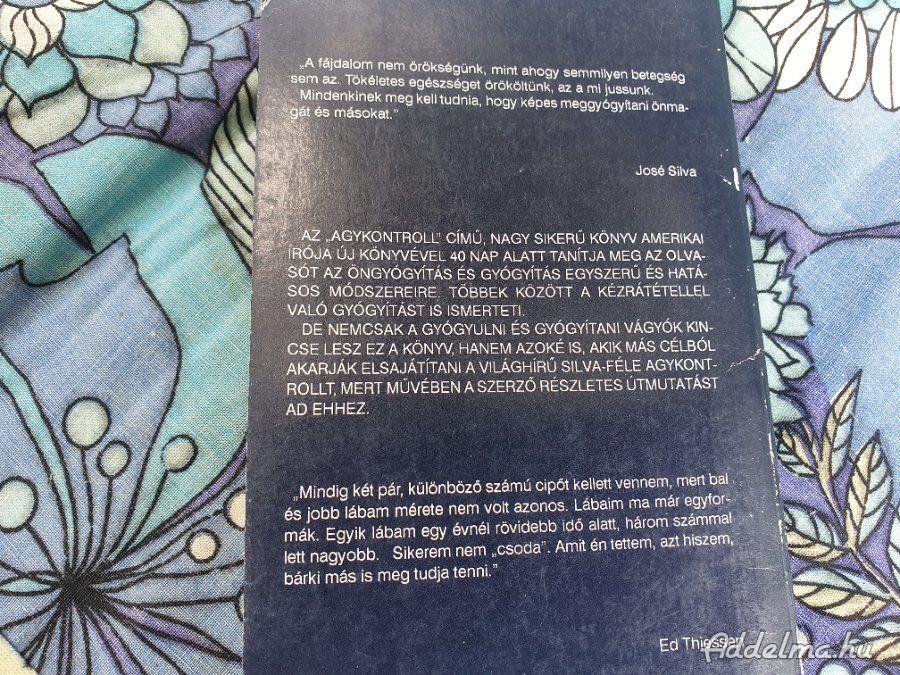 „A fájdalom nem örökségünk, mint ahogy semmilyen betegség
sem az. Tökéletes egészséget örököltünk, az a mi jussunk.
Mindenkinek meg kell tudnia, hogy képes meggyógyítani önma-
gát és másokat."
José Silva
AZ „AGYKONTROLL" CÍMŰ, NAGY SIKERŰ KÖNYV AMERIKAI
ÍRÓJA ÚJ KÖNYVÉVEL 40 NAP ALATT TANÍTJA MEG AZ OLVA-
SÓT AZ ÖNGYÓGYÍTÁS ÉS GYÓGYÍTÁS EGYSZERŰ ÉS HATÁ-
SOS MÓDSZEREIRE. TÖBBEK KÖZÖTT A KÉZRÁTÉTELLEL
VALÓ GYÓGYÍTÁST IS ISMERTETI.
DE NEMCSAK A GYÓGYULNI ÉS GYÓGYÍTANI VÁGYÓK KIN-
CSE LESZ EZ A KÖNYV, HANEM AZOKÉ IS, AKIK MÁS CÉLBÓL
AKARJÁK ELSAJÁTÍTANI A VILÁGHÍRŰ SILVA-FÉLE AGYKONT-
ROLLT, MERT MŰVÉBEN A SZERZŐ RÉSZLETES ÚTMUTATÁST
AD EHHEZ.
„Mindig két pár, különböző számú cipőt kellett vennem, mert bal
és jobb lábam mérete nem volt azonos. Lábaim ma már egyfor-
mák. Egyik lábam egy évnél rövidebb idő alatt, három számmal
lett nagyobb. Sikerem nem „csoda". Amit én tettem, azt hiszem,
bárki más is meg tudja tenni."
Ed Thiessen
Addelma.hu